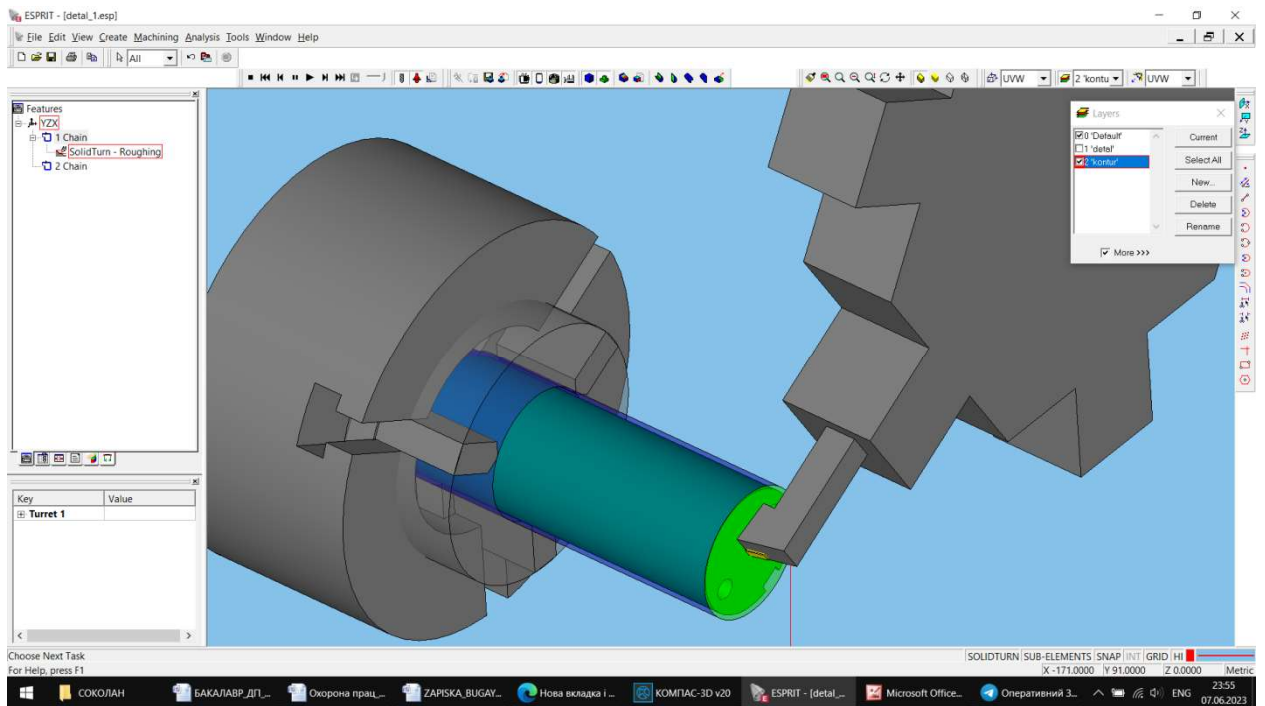 ESPRIT - [detal_1.esp]
File Edit View Create Machining Analysis Tools Window Help
All
UVW
2 'kontu
UVW
Features
YZX
1 Chain
SolidTurn - Roughing
2 Chain
Layers
0 'Default'
1 'detal'
2 'kontur'
Current
Select All
New...
Delete
Rename
More >>>
Key Value
Turret 1
Choose Next Task
SOLIDTURN SUB-ELEMENTS SNAP INT GRID HI
For Help, press F1
X -171.0000 Y 91.0000 Z 0.0000 Metric
СОКОЛАН
БАКАЛАВР_ДП_...
Охорона прац_...
ZAPISKA_BUGAY...
Нова вкладка і ...
КОМПАС-3D v20
ESPRIT - [detal_...
Microsoft Office...
Оперативний З...
ENG
23:55
07.06.2023